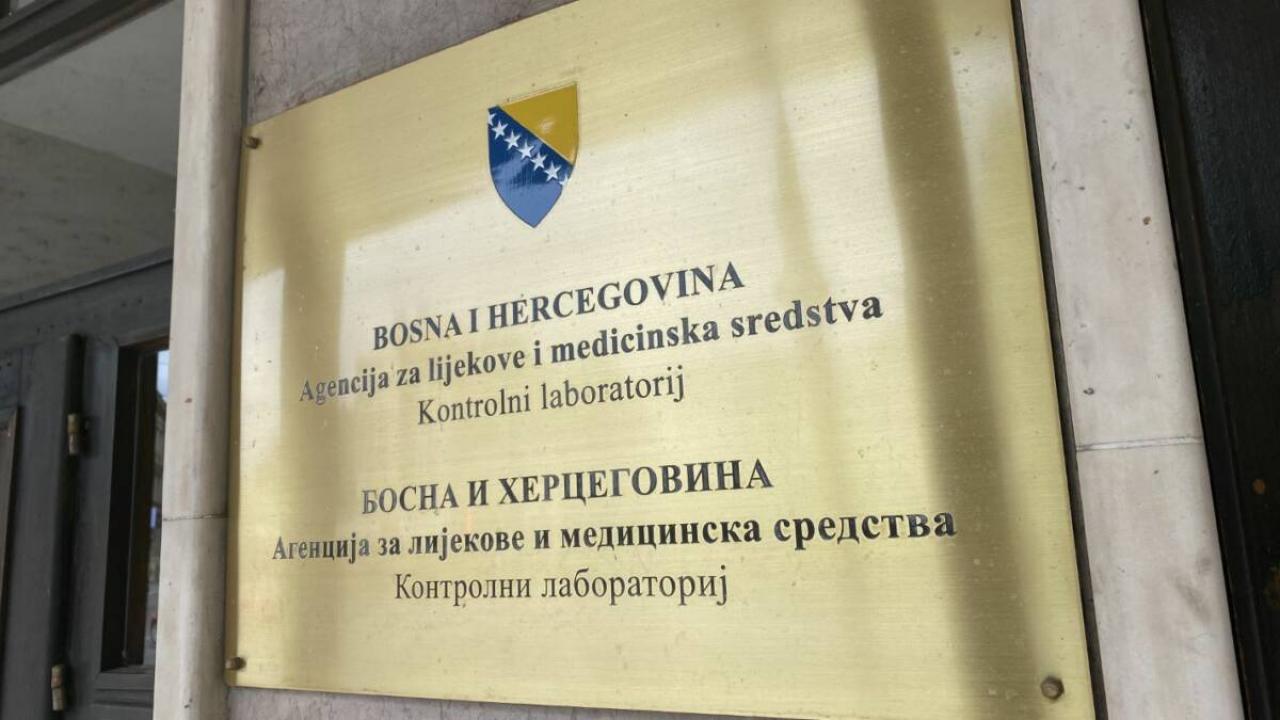 BOSNA I HERCEGOVINA
Agencija za lijekove i medicinska sredstva
Kontrolni laboratorij
БОСНА И ХЕРЦЕГОВИНА
Агенција за лијекове и медицинска средства
Контролни лабораториј